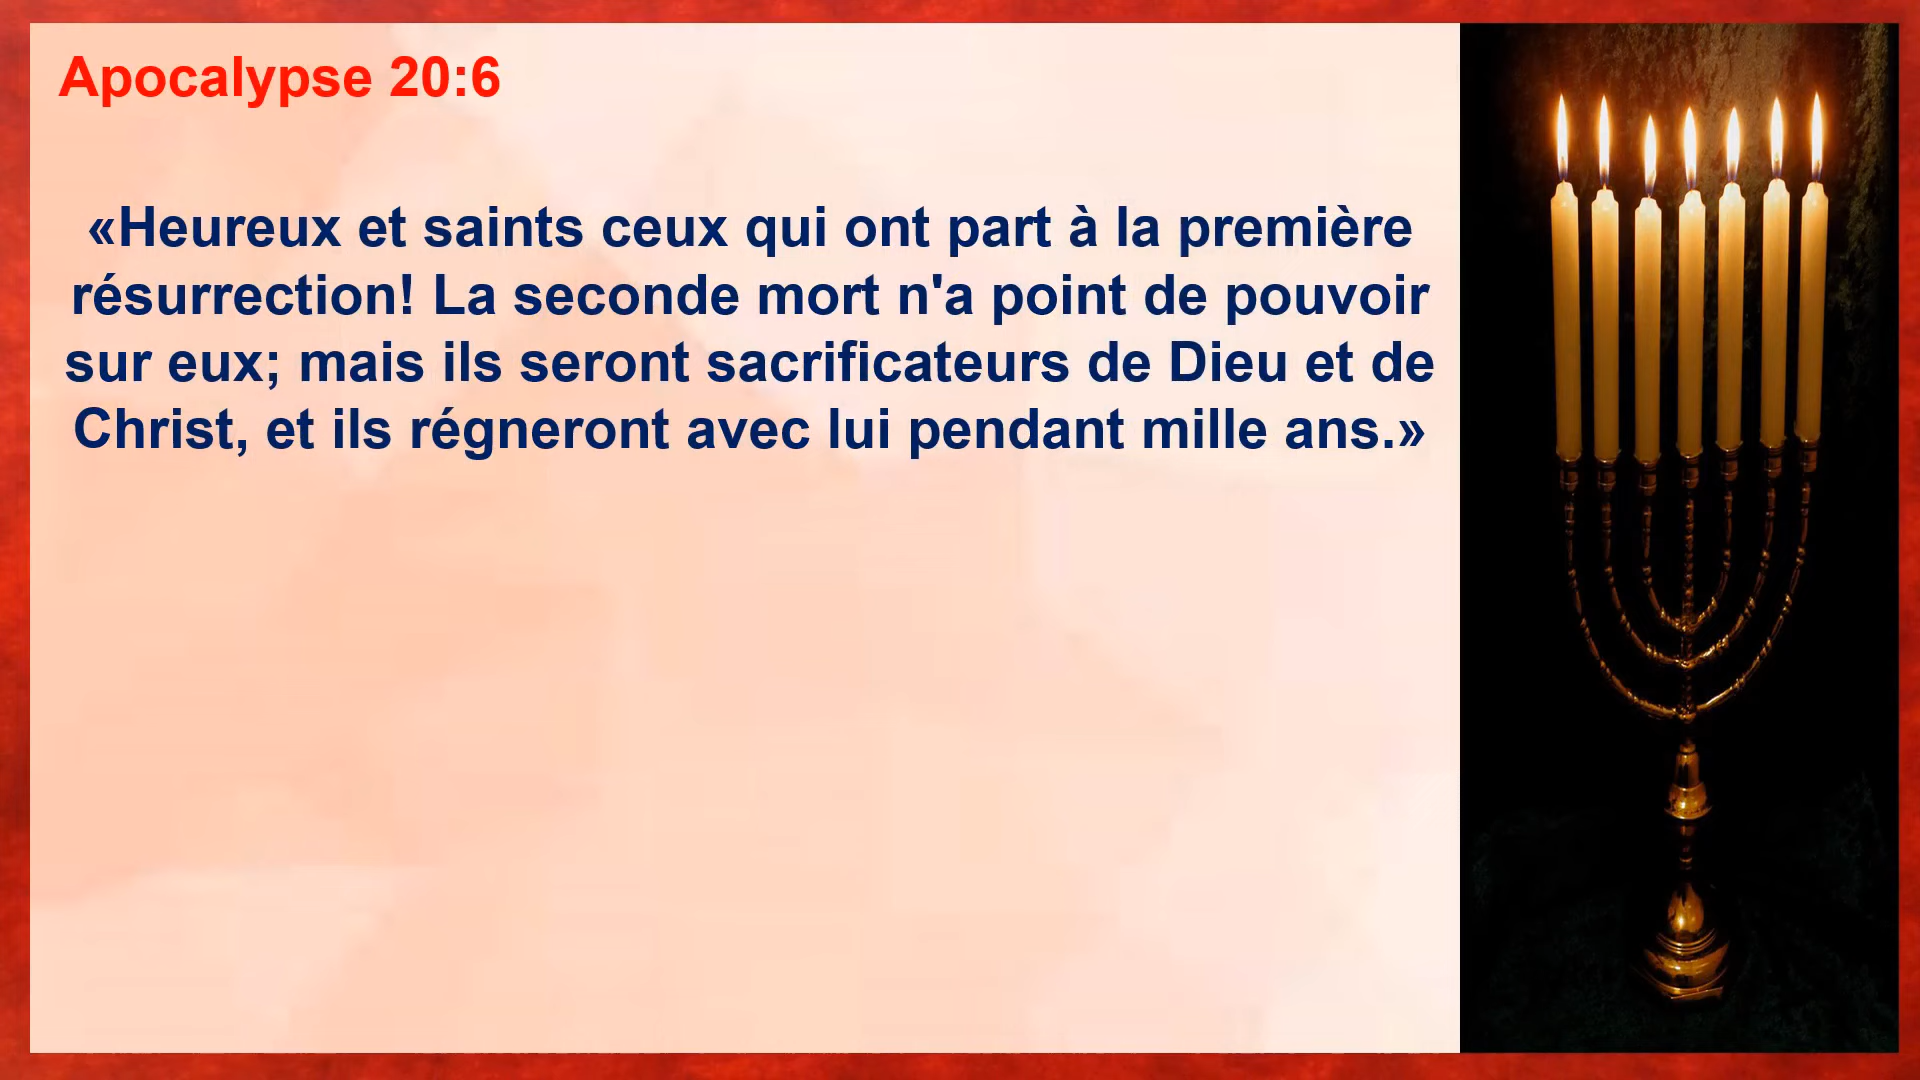 Apocalypse 20:6
«Heureux et saints ceux qui ont part à la première
résurrection! La seconde mort n'a point de pouvoir
sur eux; mais ils seront sacrificateurs de Dieu et de
Christ, et ils régneront avec lui pendant mille ans.»